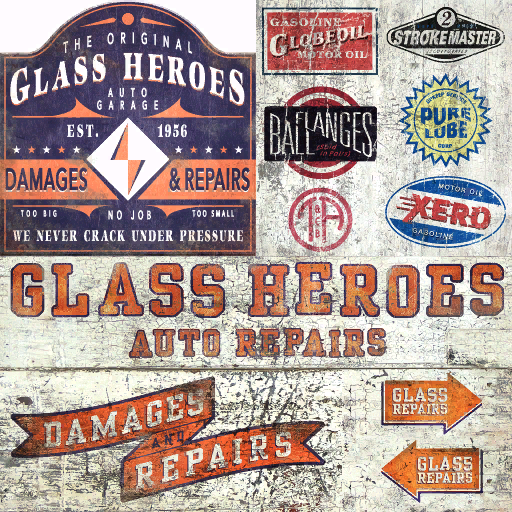 THE ORIGINAL
GLASS HEROES
AUTO
GARAGE
EST. 1956
DAMAGES & REPAIRS
TOO BIG NO JOB TOO SMALL
WE NEVER CRACK UNDER PRESSURE
GASOLINE
GLOBEOIL
MOTOR OIL
2
STROKEMASTER
BALLANGES
PURE
LUBE
CORP
MOTOR OIL
XERO
GASOLINE
GLASS HEROES
AUTO REPAIRS
DAMAGES
AND
REPAIRS
GLASS
REPAIRS
GLASS
REPAIRS